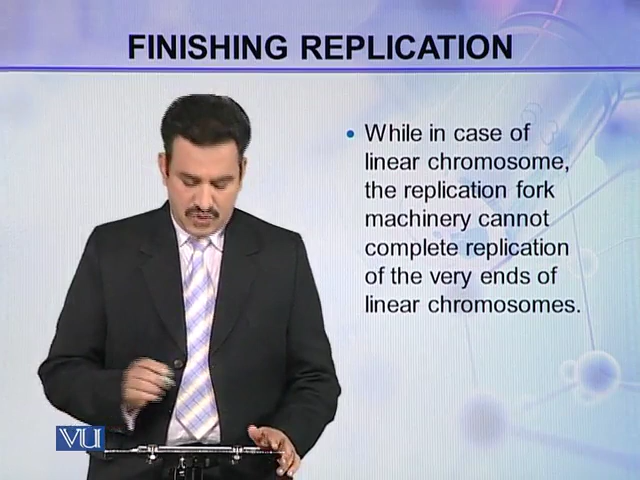 FINISHING REPLICATION
• While in case of
linear chromosome,
the replication fork
machinery cannot
complete replication
of the very ends of
linear chromosomes.
VU